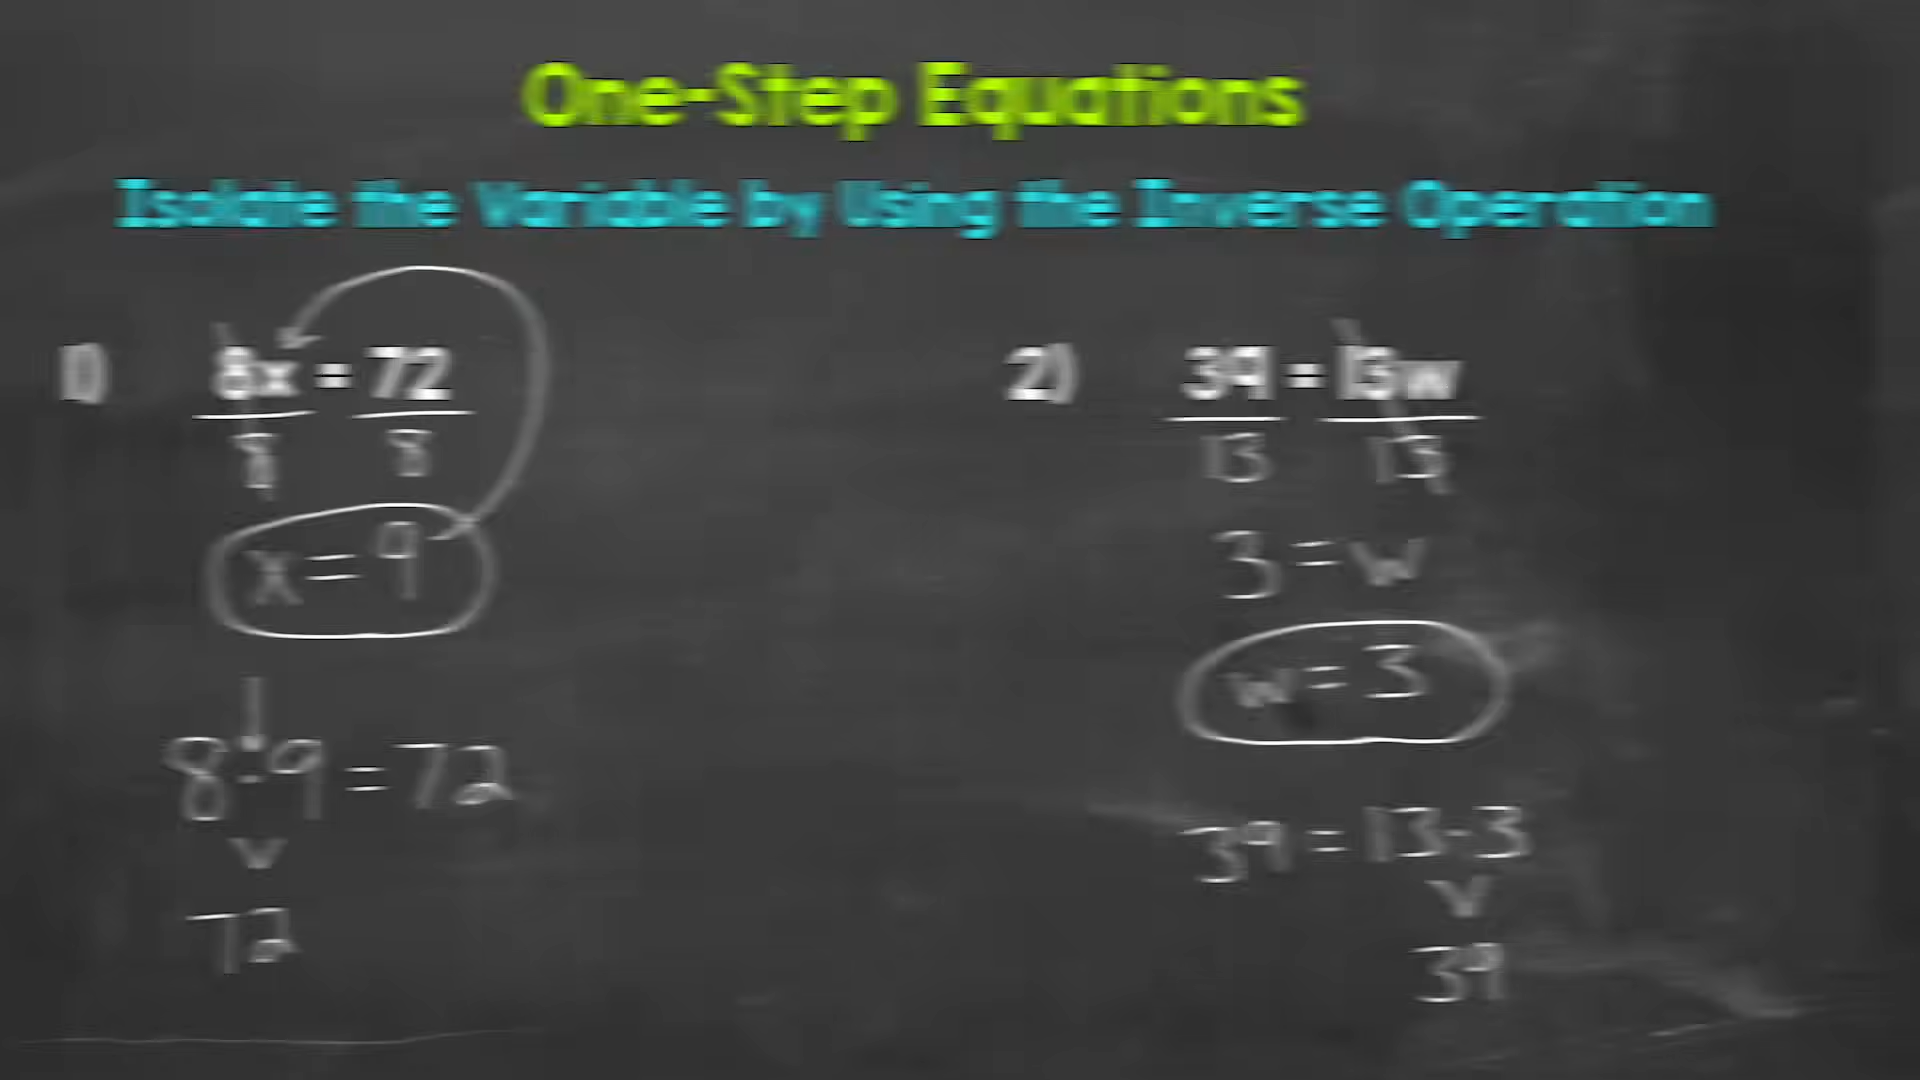 One-Step Equations
Isolate the Variable by Using the Inverse Operation
1) 8x = 72
8 8
x = 9
8 · 9 = 72
72
2) 39 = 13w
13 13
3 = w
w = 3
39 = 13 · 3
39